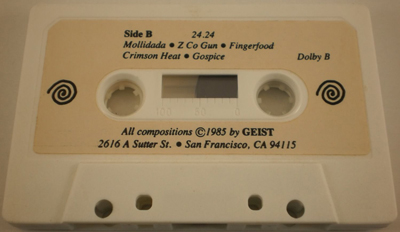 Side B 24.24
Mollidada • Z Co Gun • Fingerfood
Crimson Heat • Gospice Dolby B
All compositions ©1985 by GEIST
2616 A Sutter St. • San Francisco, CA 94115